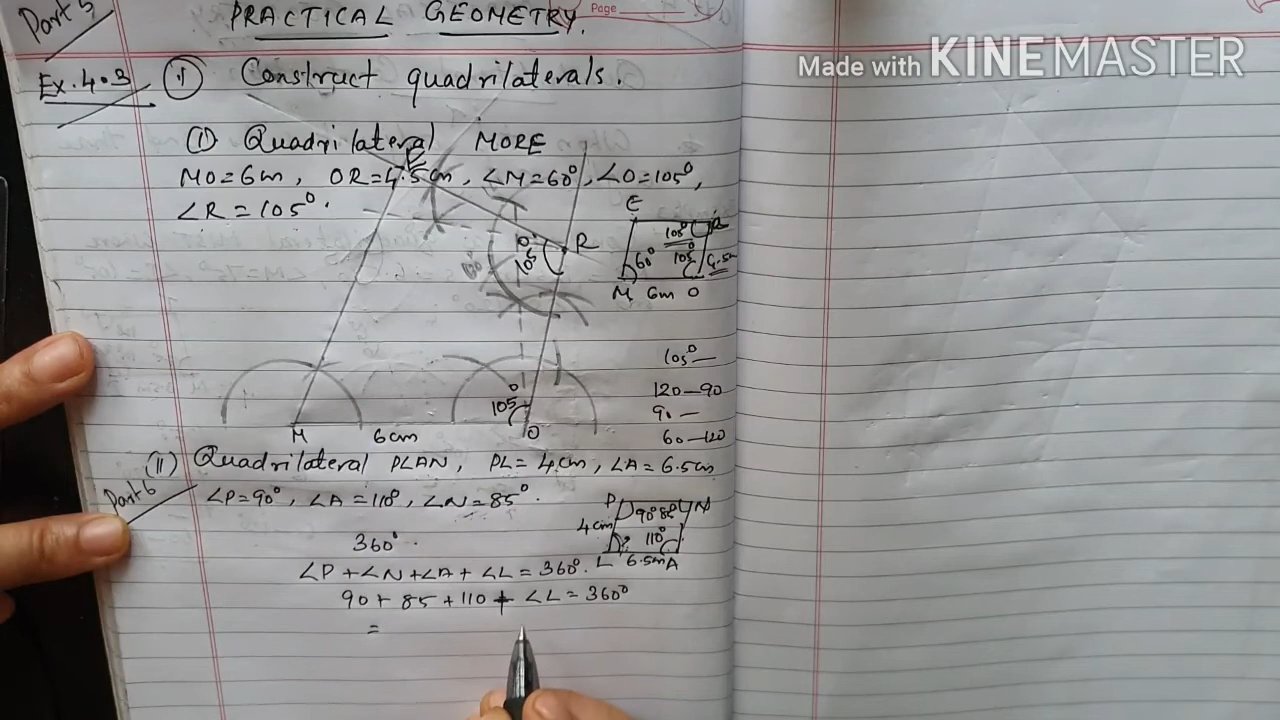 Part 5
PRACTICAL GEOMETRY.
Page
Made with KINEMASTER
Ex. 4.3 (1) Construct quadrilaterals.
(i) Quadrilateral MORE
MO=6cm, OR=4.5cm, ∠M=60°, ∠O=105°,
∠R=105°.
E
R
105°
60° 105° 4.5cm
M 6cm O
E
R
105°
105°
M 6cm O
105° —
120—90
90 —
60—120
(ii) Quadrilateral PLAN, PL=4cm, LA=6.5cm
Part 6
∠P=90°, ∠A=110°, ∠N=85°.
P 90° 85° N
4cm
? 110°
L 6.5cm A
360°.
∠P+∠N+∠A+∠L=360°.
90+85+110+∠L=360°
=